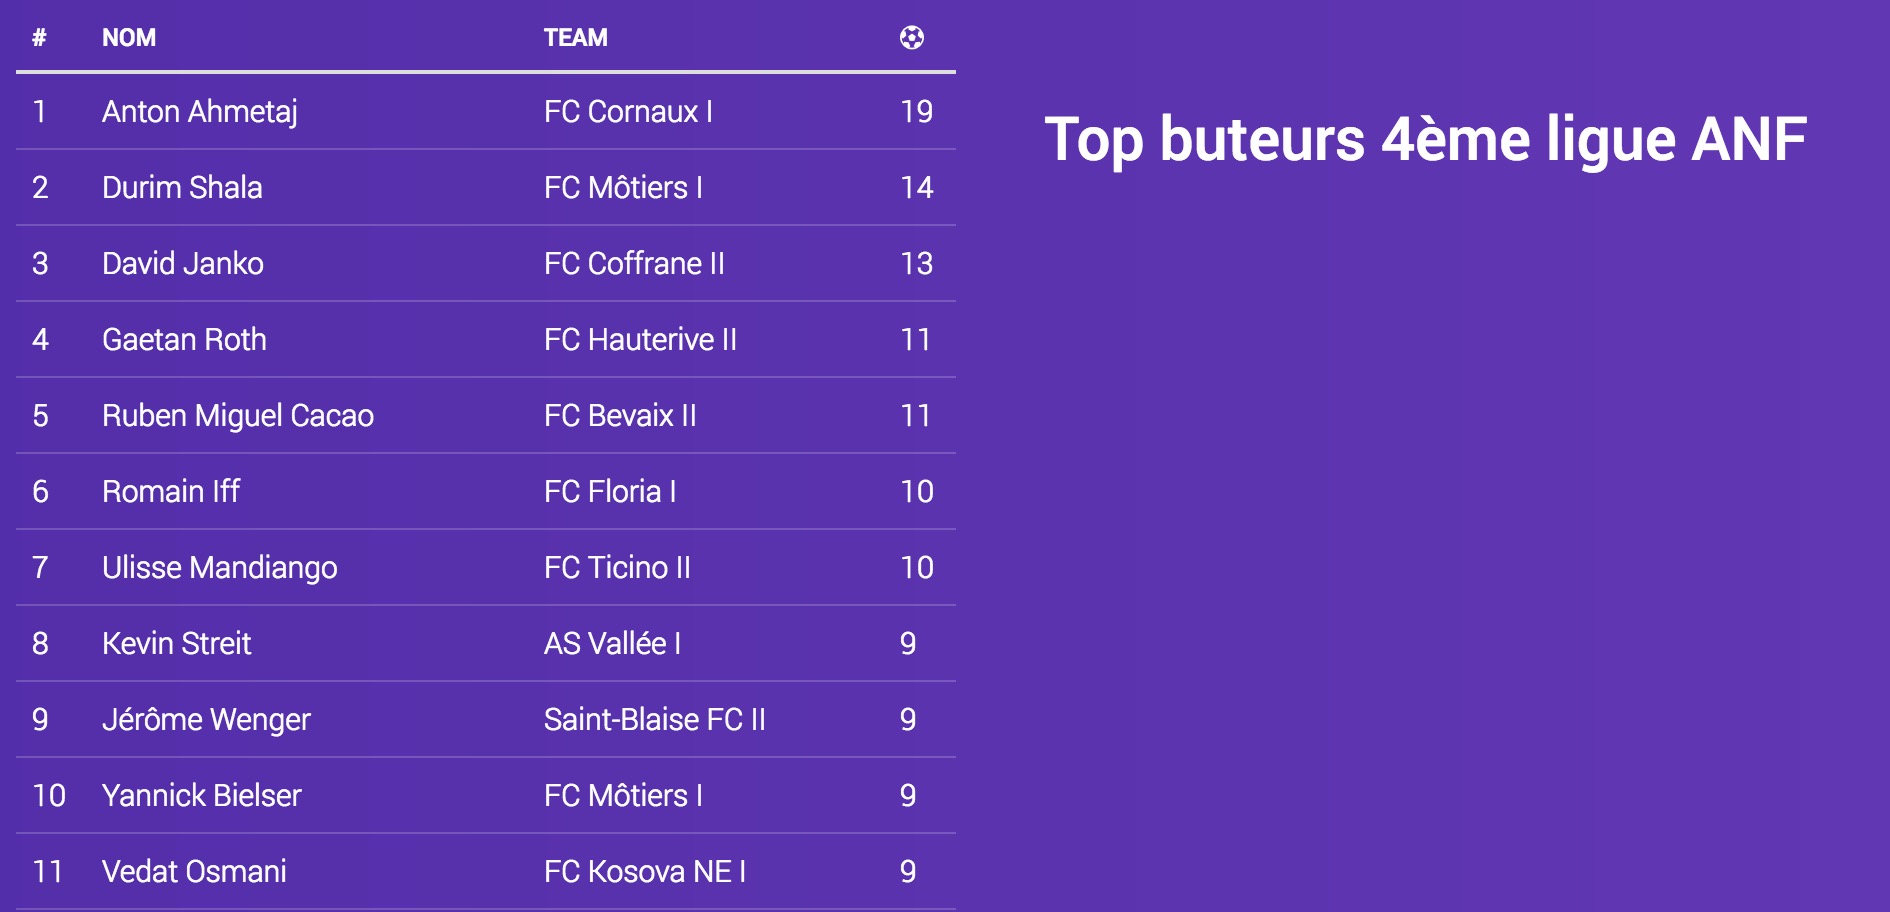 # NOM TEAM
1 Anton Ahmetaj FC Cornaux I 19
2 Durim Shala FC Môtiers I 14
3 David Janko FC Coffrane II 13
4 Gaetan Roth FC Hauterive II 11
5 Ruben Miguel Cacao FC Bevaix II 11
6 Romain Iff FC Floria I 10
7 Ulisse Mandiango FC Ticino II 10
8 Kevin Streit AS Vallée I 9
9 Jérôme Wenger Saint-Blaise FC II 9
10 Yannick Bielser FC Môtiers I 9
11 Vedat Osmani FC Kosova NE I 9
Top buteurs 4ème ligue ANF